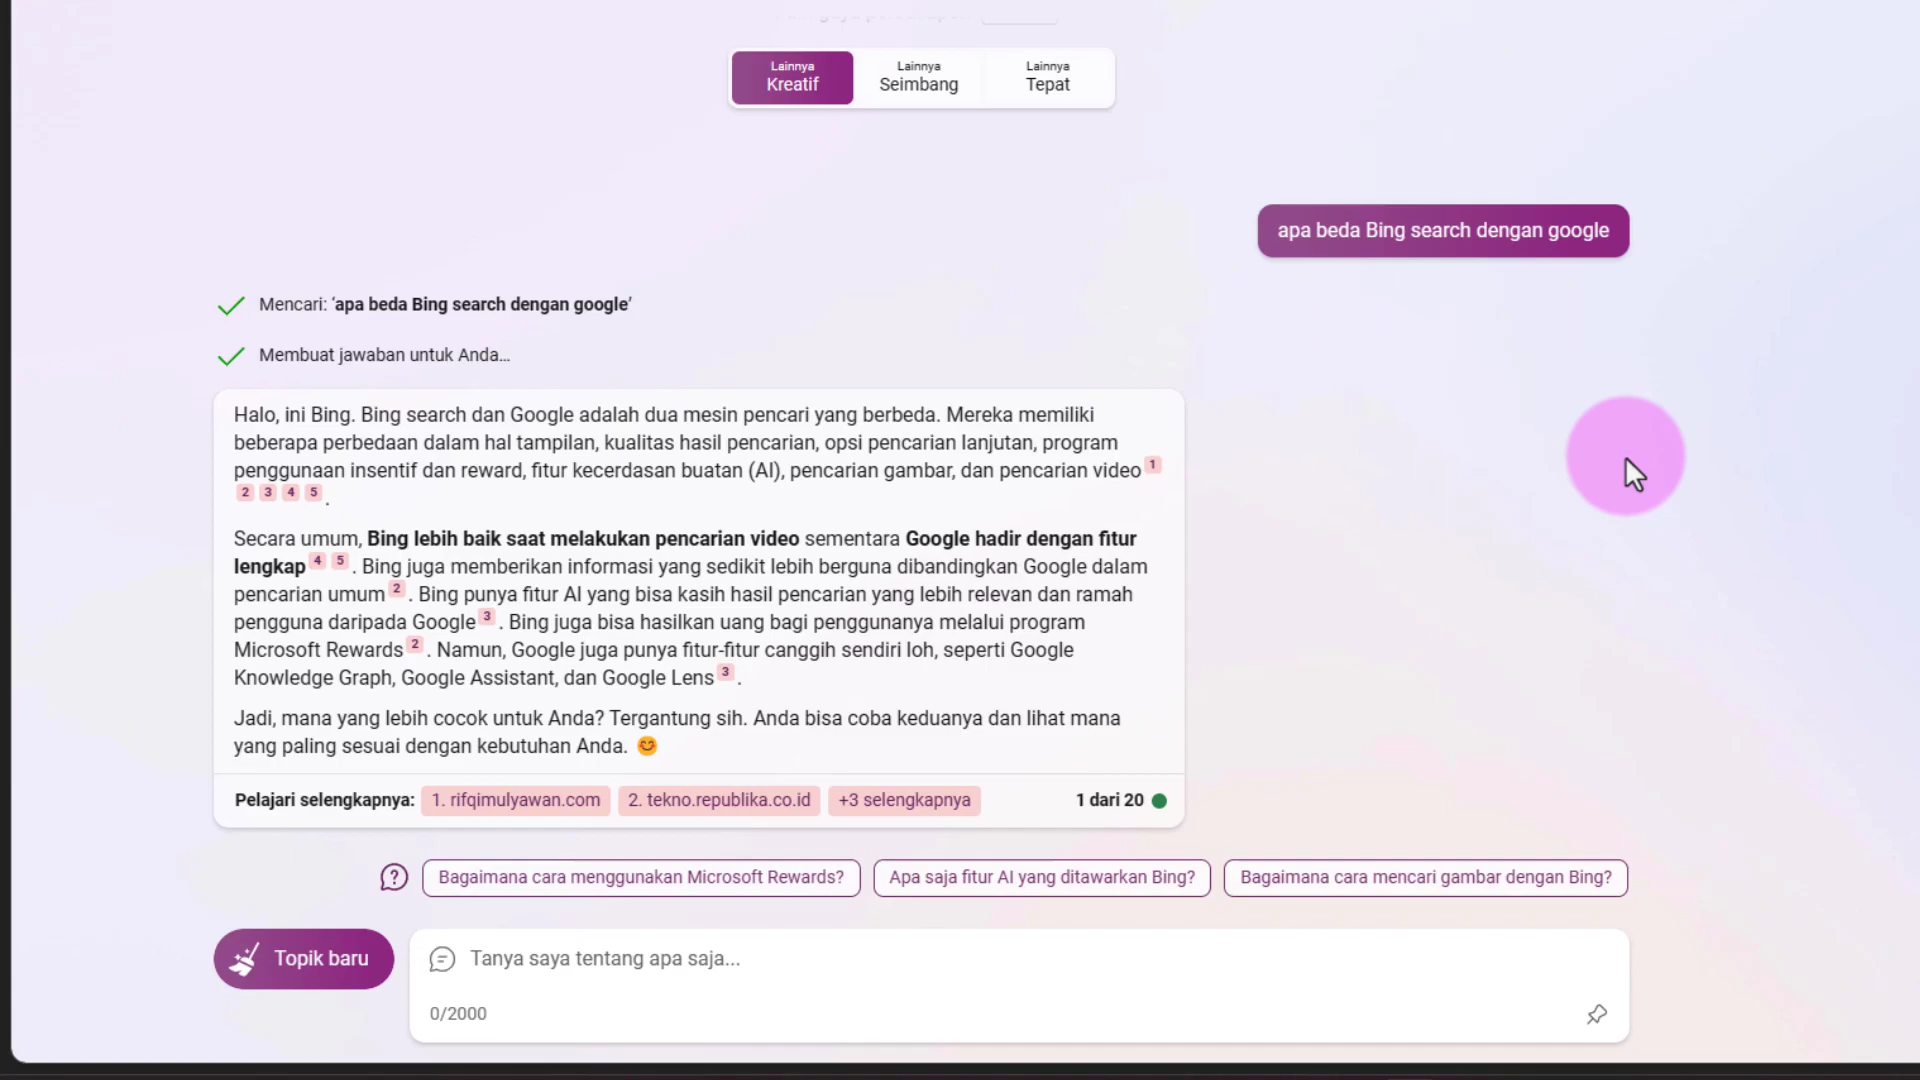 Lainnya
Kreatif
Lainnya
Seimbang
Lainnya
Tepat
apa beda Bing search dengan google
Mencari: ‘apa beda Bing search dengan google’
Membuat jawaban untuk Anda...
Halo, ini Bing. Bing search dan Google adalah dua mesin pencari yang berbeda. Mereka memiliki
beberapa perbedaan dalam hal tampilan, kualitas hasil pencarian, opsi pencarian lanjutan, program
penggunaan insentif dan reward, fitur kecerdasan buatan (AI), pencarian gambar, dan pencarian video 1
2 3 4 5 .
Secara umum, Bing lebih baik saat melakukan pencarian video sementara Google hadir dengan fitur
lengkap 4 5 . Bing juga memberikan informasi yang sedikit lebih berguna dibandingkan Google dalam
pencarian umum 2 . Bing punya fitur AI yang bisa kasih hasil pencarian yang lebih relevan dan ramah
pengguna daripada Google 3 . Bing juga bisa hasilkan uang bagi penggunanya melalui program
Microsoft Rewards 2 . Namun, Google juga punya fitur-fitur canggih sendiri loh, seperti Google
Knowledge Graph, Google Assistant, dan Google Lens 3 .
Jadi, mana yang lebih cocok untuk Anda? Tergantung sih. Anda bisa coba keduanya dan lihat mana
yang paling sesuai dengan kebutuhan Anda. 😊
Pelajari selengkapnya: 1. rifqimulyawan.com 2. tekno.republika.co.id +3 selengkapnya 1 dari 20
Bagaimana cara menggunakan Microsoft Rewards? Apa saja fitur AI yang ditawarkan Bing? Bagaimana cara mencari gambar dengan Bing?
Topik baru
Tanya saya tentang apa saja...
0/2000